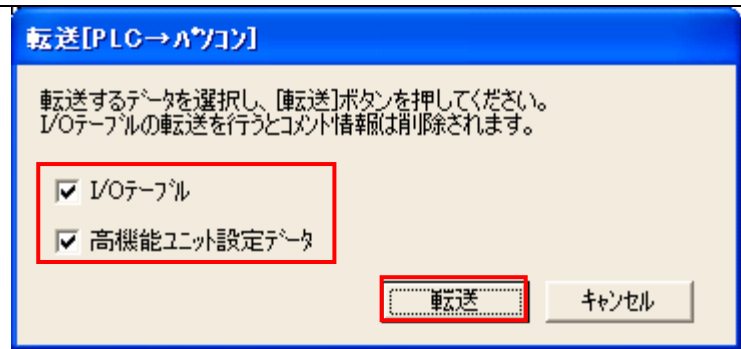 転送[PLC→ﾊﾟｿｺﾝ]
転送するﾃﾞｰﾀを選択し、[転送]ボタンを押してください。
I/Oﾃｰﾌﾞﾙの転送を行うとｺﾒﾝﾄ情報は削除されます。
I/Oﾃｰﾌﾞﾙ
高機能ﾕﾆｯﾄ設定ﾃﾞｰﾀ
転送
ｷｬﾝｾﾙ